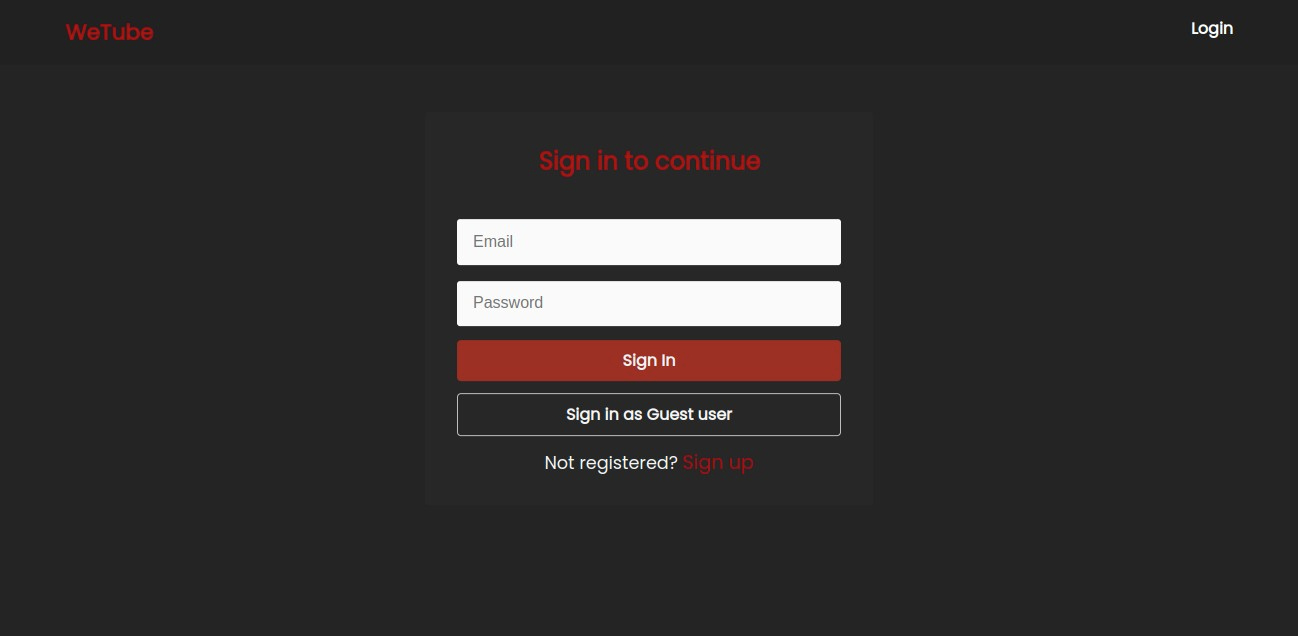 WeTube
Login
Sign in to continue
Email
Password
Sign In
Sign in as Guest user
Not registered? Sign up